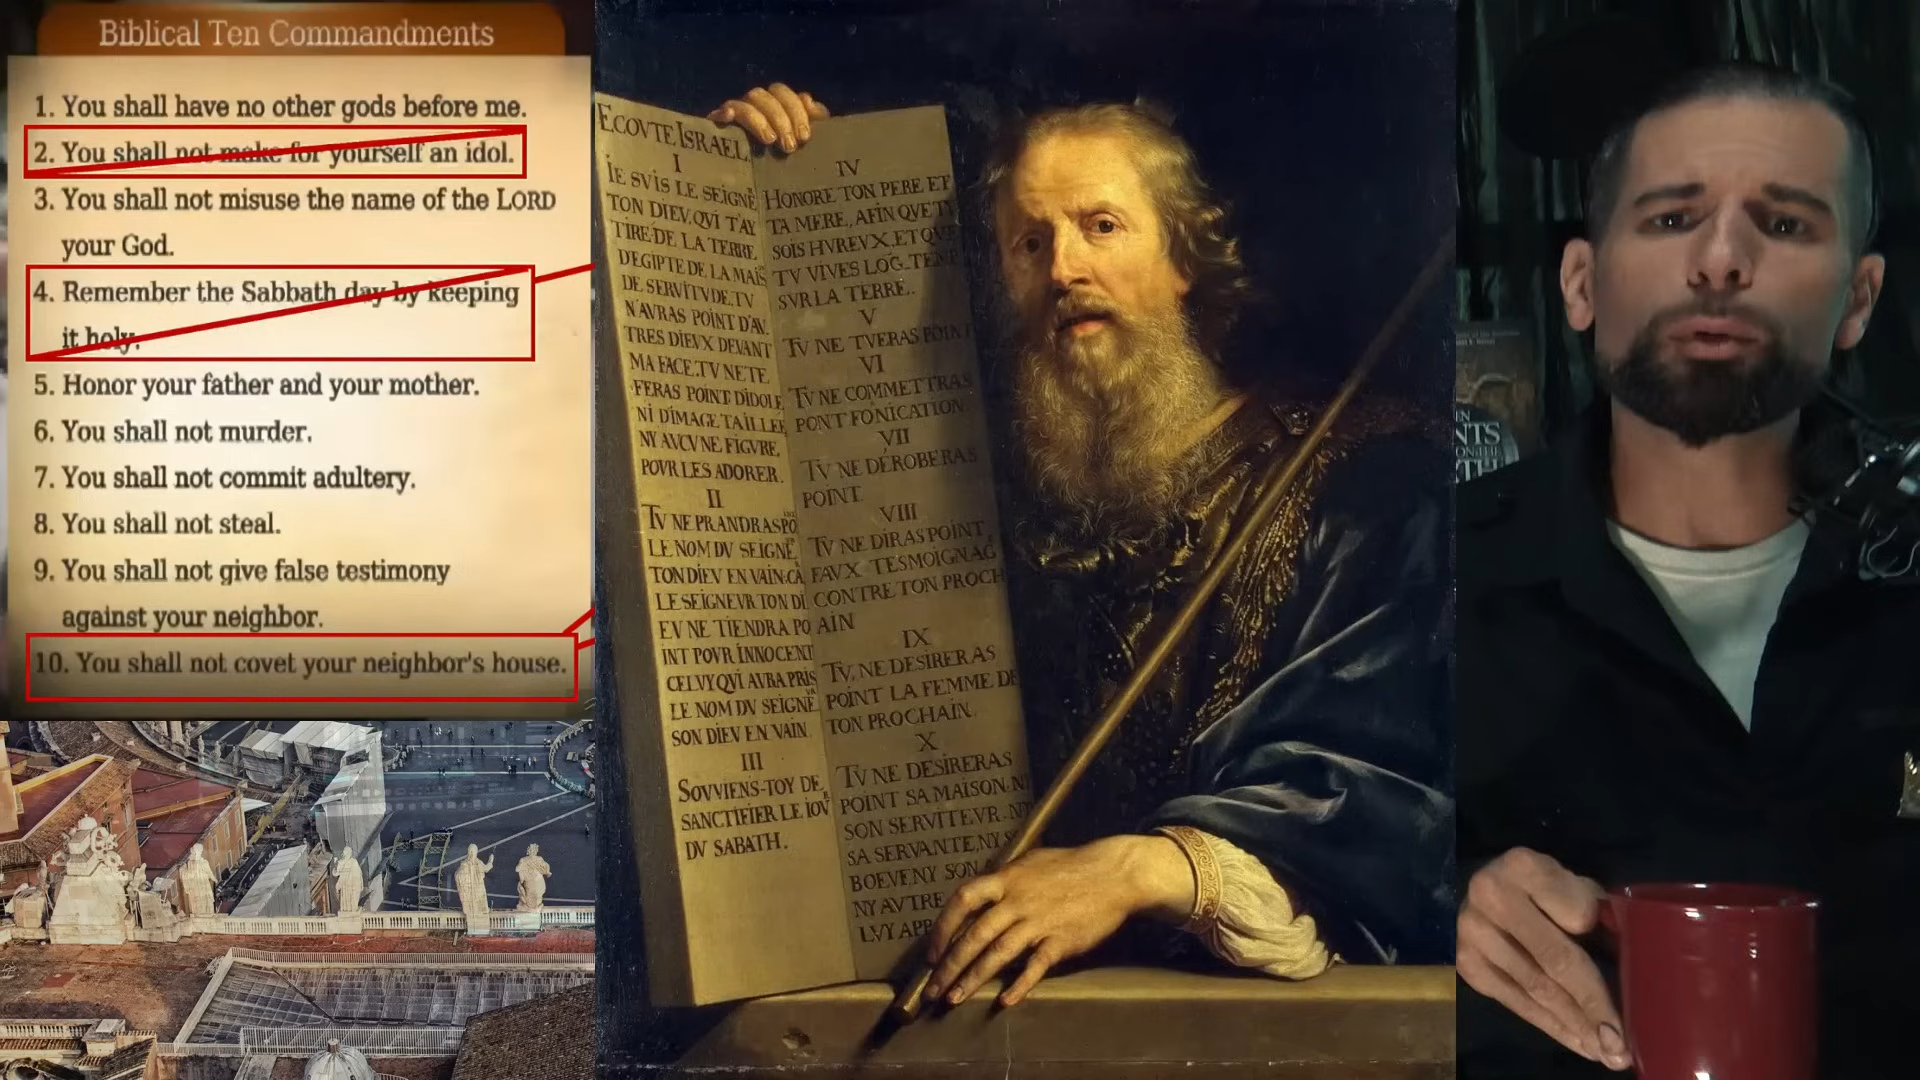 Biblical Ten Commandments
1. You shall have no other gods before me.
2. You shall not make for yourself an idol.
3. You shall not misuse the name of the LORD
your God.
4. Remember the Sabbath day by keeping
it holy.
5. Honor your father and your mother.
6. You shall not murder.
7. You shall not commit adultery.
8. You shall not steal.
9. You shall not give false testimony
against your neighbor.
10. You shall not covet your neighbor's house.
ECOVTE ISRAEL.
I
IE SVIS LE SEIGNE
TON DIEV, QVI T'AY
TIRE DE LA TERRE
DEGIPTE DE LA MAIS
DE SERVITVDE, TV
N'AVRAS POINT D'AV.
TRES DIEVX DEVANT
MA FACE. TV NE TE
FERAS POINT DIDOLE
NI DIMAGE TAILLEE,
NY AVCVNE FIGVRE,
POVR LES ADORER.
II
TV NE PRANDRAS PO
LE NOM DV SEIGNE
TON DIEV EN VAIN: CA
LE SEIGNEVR TON DI
EV NE TIENDRA PO
INT POVR INNOCENT
CELVY QVI AVRA PRIS
LE NOM DV SEIGNE
SON DIEV EN VAIN.
III
SOVVIENS-TOY DE
SANCTIFIER LE IOV
DV SABATH.
IV
HONORE TON PERE ET
TA MERE, AFIN QVE TV
SOIS HVREVX, ET QVE
TV VIVES LOG-TEMP
SVR LA TERRE.
V
TV NE TVERAS POINT
VI
TV NE COMMETTRAS
PONT FONICATION.
VII
TV NE DEROBERAS
POINT
VIII
TV NE DIRAS POINT
FAVX TESMOIGNAG
CONTRE TON PROCH
AIN
IX
TV, NE DESIRERAS
POINT LA FEMME DE
TON PROCHAIN.
X
TV NE DESIRERAS
POINT SA MAISON, N
SON SERVITEVR, NY
SA SERVANTE, NY S
BOEVF, NY SON
NY AVTRE
LVY APP